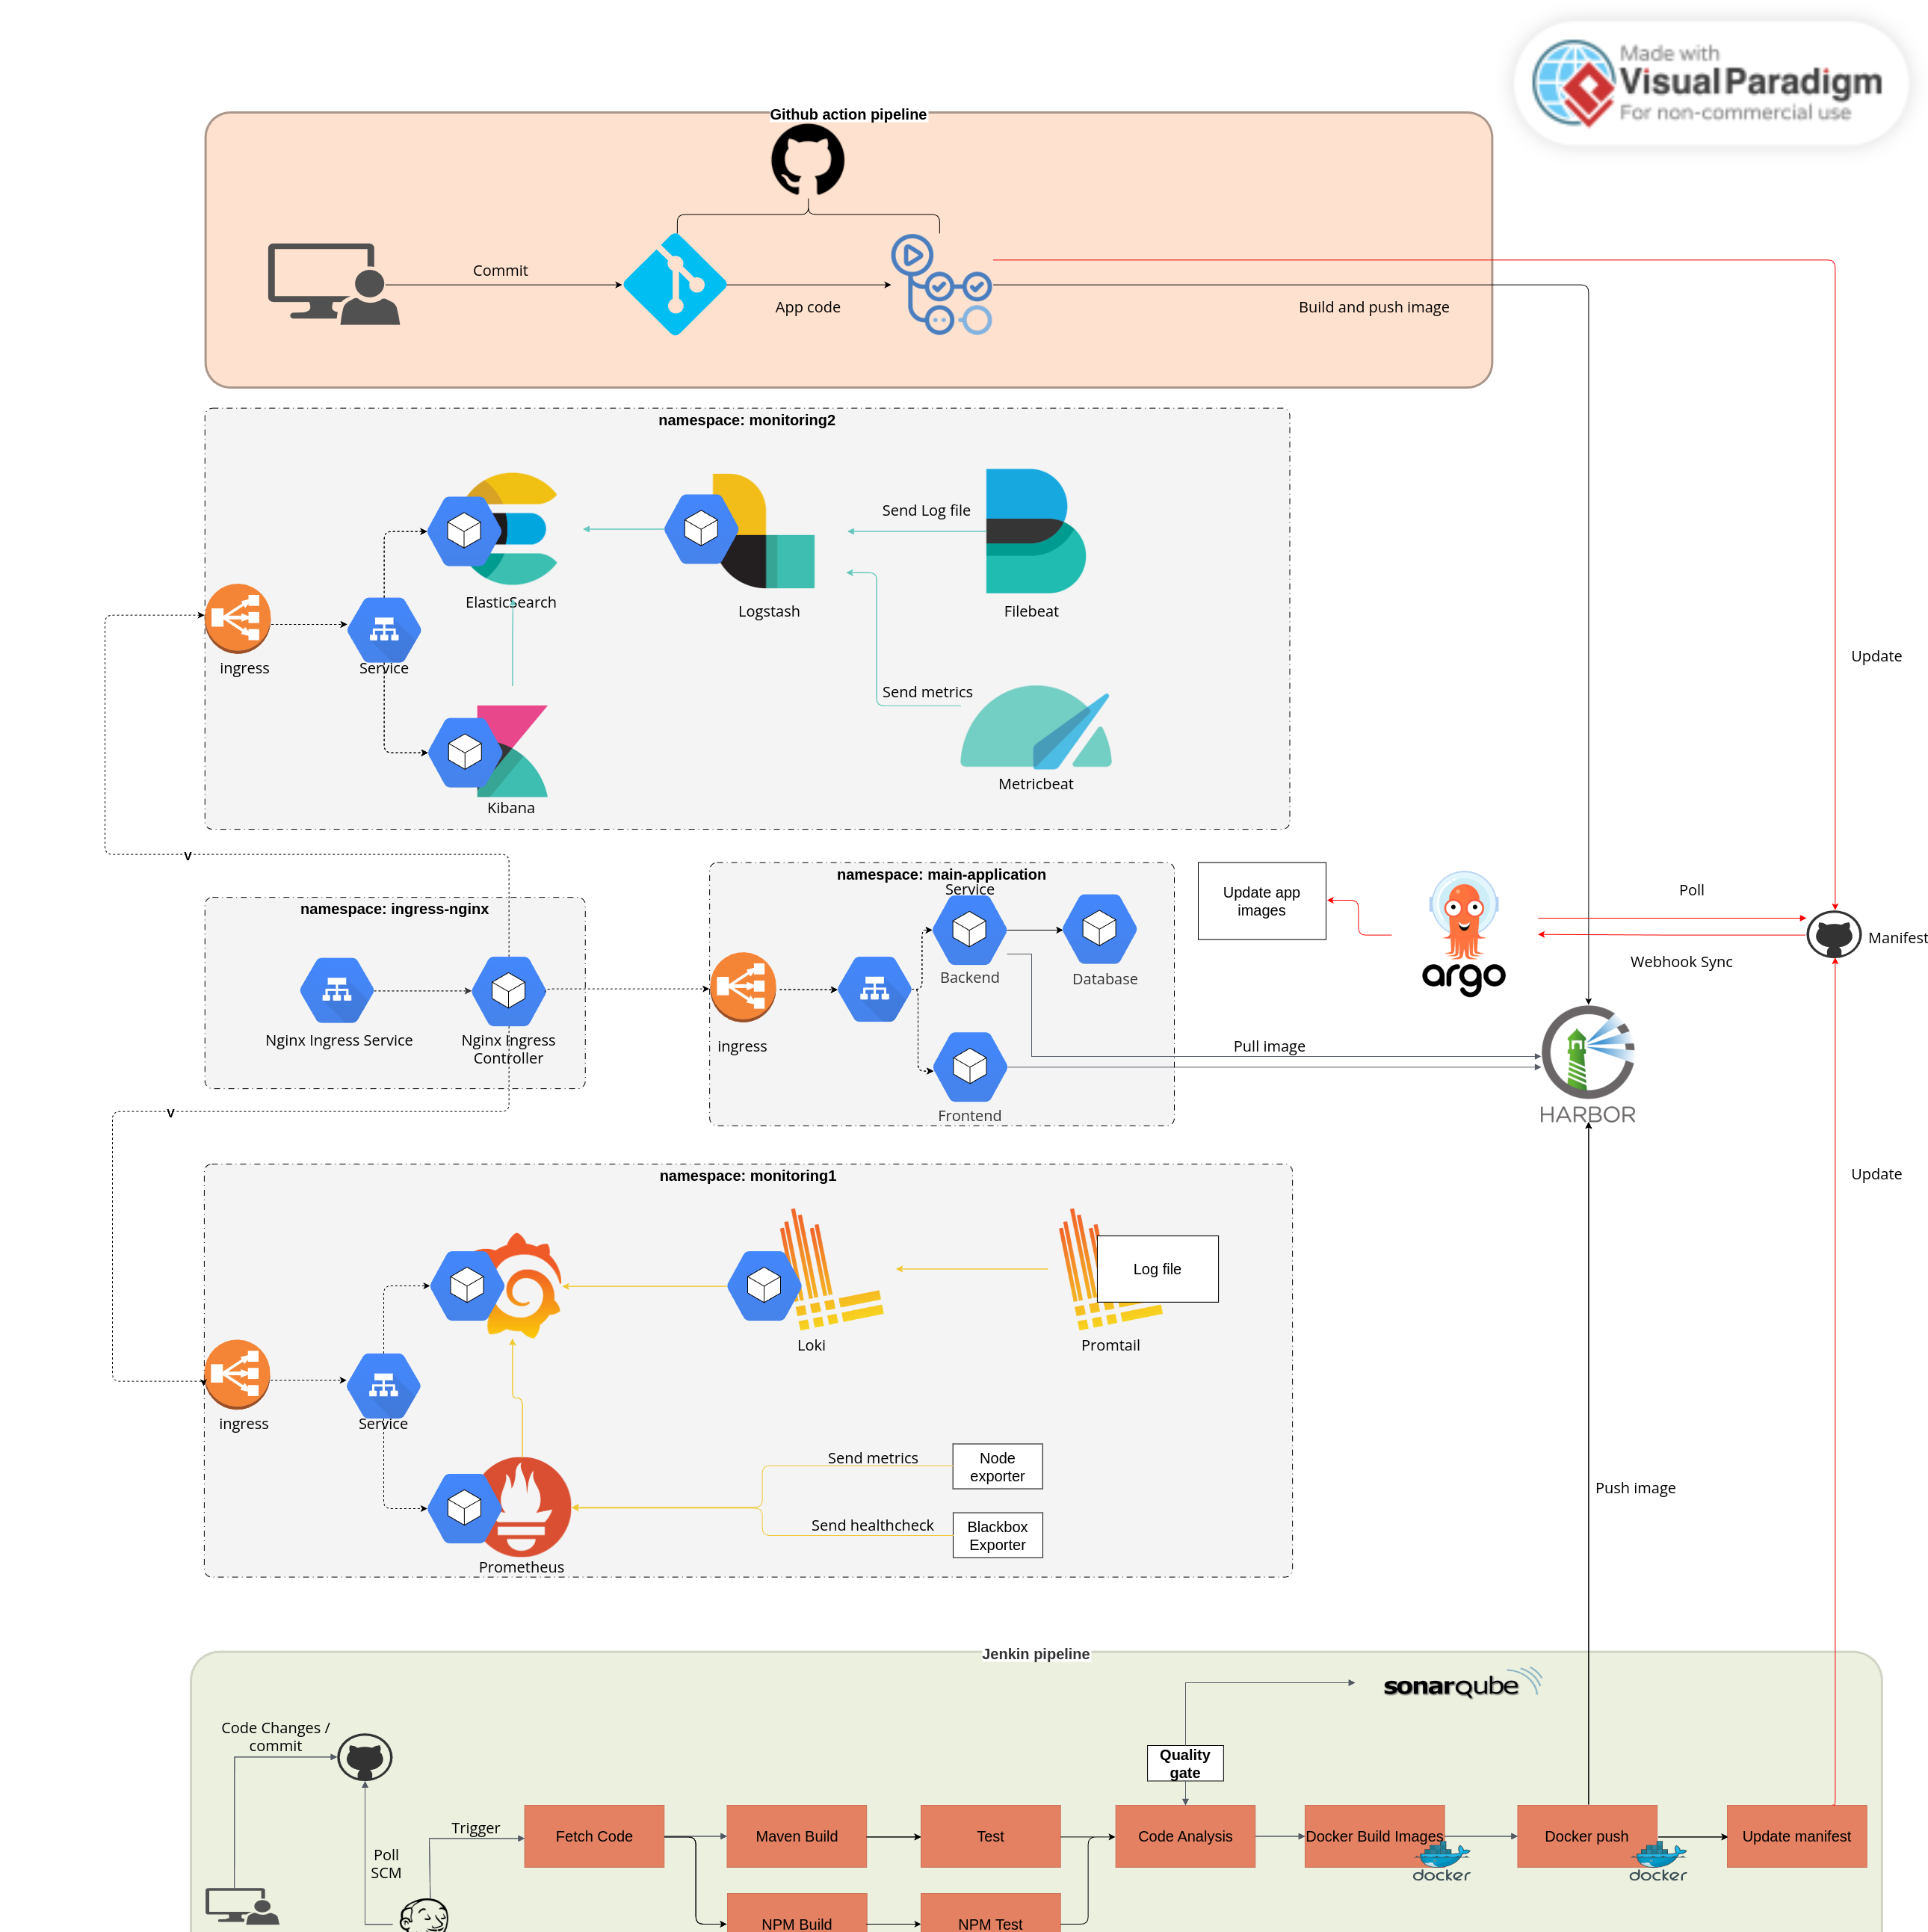 Made with
Visual Paradigm
For non-commercial use
Github action pipeline
Commit
App code
Build and push image
namespace: monitoring2
Send Log file
ElasticSearch
Logstash
Filebeat
ingress
Service
Update
Send metrics
Metricbeat
Kibana
v
namespace: main-application
Service
Update app
images
Poll
argo
Manifest
Webhook Sync
namespace: ingress-nginx
Backend
Database
Nginx Ingress Service
Nginx Ingress
Controller
ingress
Pull image
Frontend
HARBOR
v
namespace: monitoring1
Update
Log file
Loki
Promtail
ingress
Service
Send metrics
Node
exporter
Push image
Send healthcheck
Blackbox
Exporter
Prometheus
Jenkin pipeline
sonarqube
Code Changes /
commit
Quality
gate
Trigger
Fetch Code
Maven Build
Test
Code Analysis
Docker Build Images
Docker push
Update manifest
docker
docker
Poll
SCM
NPM Build
NPM Test